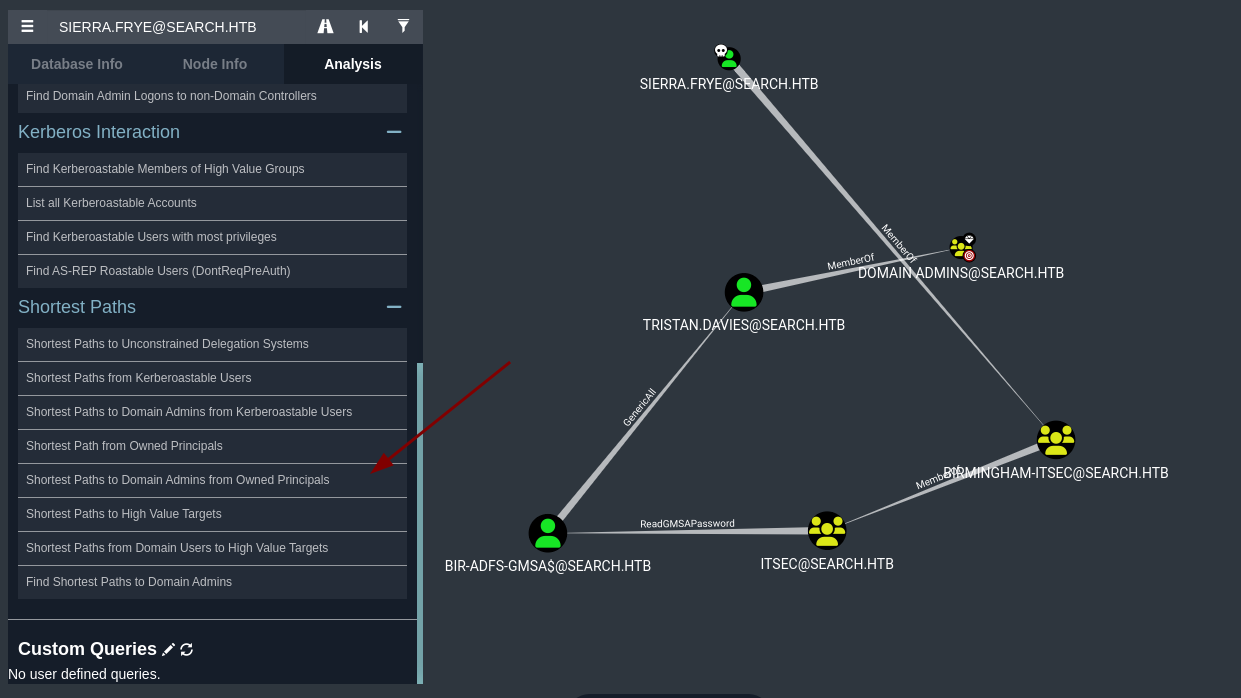 SIERRA.FRYE@SEARCH.HTB
Database Info Node Info Analysis
Find Domain Admin Logons to non-Domain Controllers
Kerberos Interaction
Find Kerberoastable Members of High Value Groups
List all Kerberoastable Accounts
Find Kerberoastable Users with most privileges
Find AS-REP Roastable Users (DontReqPreAuth)
Shortest Paths
Shortest Paths to Unconstrained Delegation Systems
Shortest Paths from Kerberoastable Users
Shortest Paths to Domain Admins from Kerberoastable Users
Shortest Path from Owned Principals
Shortest Paths to Domain Admins from Owned Principals
Shortest Paths to High Value Targets
Shortest Paths from Domain Users to High Value Targets
Find Shortest Paths to Domain Admins
Custom Queries
No user defined queries.
SIERRA.FRYE@SEARCH.HTB
MemberOf
MemberOf
DOMAIN ADMINS@SEARCH.HTB
TRISTAN.DAVIES@SEARCH.HTB
GenericAll
MemberOf
BIRMINGHAM-ITSEC@SEARCH.HTB
ReadGMSAPassword
BIR-ADFS-GMSA$@SEARCH.HTB
ITSEC@SEARCH.HTB